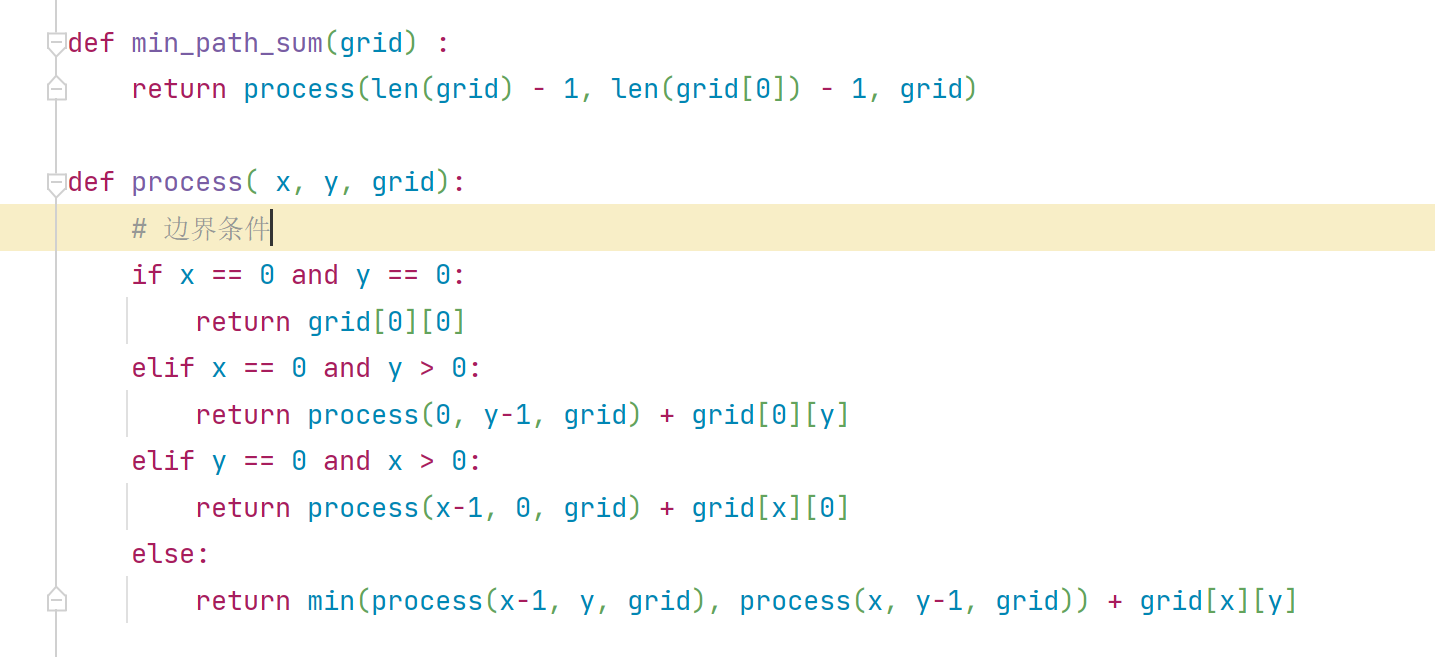 def min_path_sum(grid) :
    return process(len(grid) - 1, len(grid[0]) - 1, grid)
def process( x, y, grid):
    # 边界条件
    if x == 0 and y == 0:
        return grid[0][0]
    elif x == 0 and y > 0:
        return process(0, y-1, grid) + grid[0][y]
    elif y == 0 and x > 0:
        return process(x-1, 0, grid) + grid[x][0]
    else:
        return min(process(x-1, y, grid), process(x, y-1, grid)) + grid[x][y]